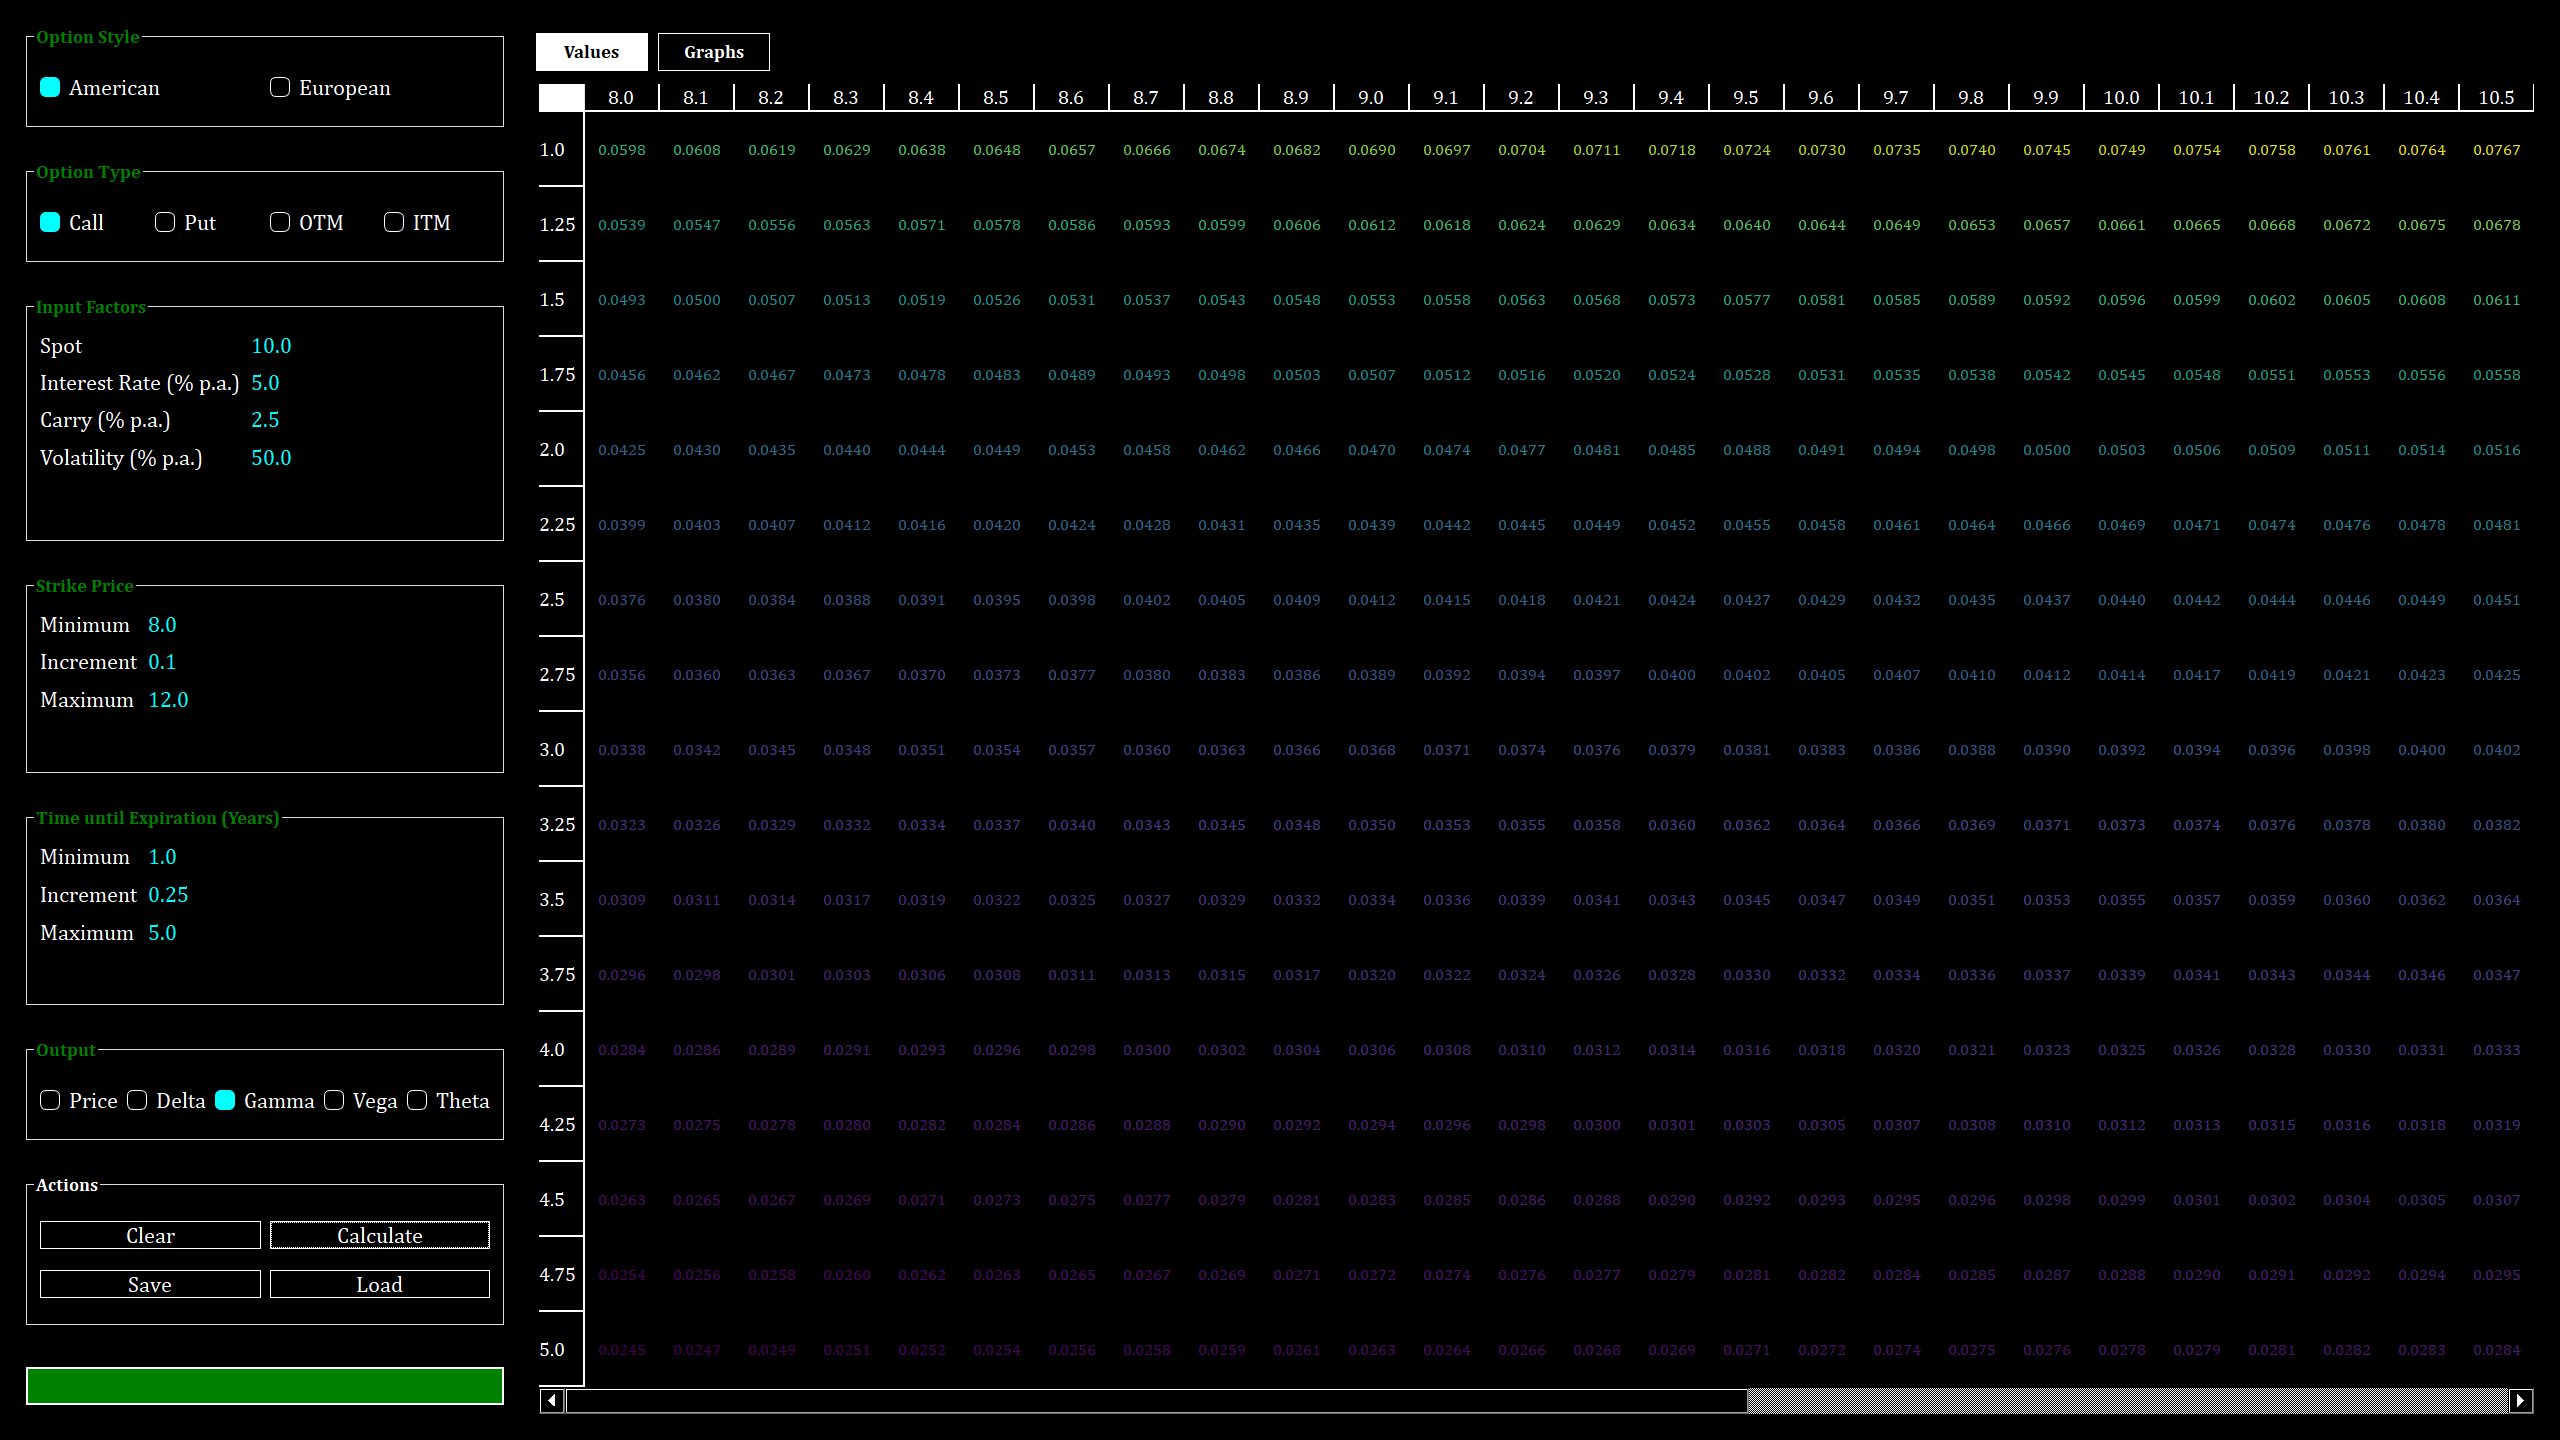 Option Style
American European
Option Type
Call Put OTM ITM
Input Factors
Spot 10.0
Interest Rate (% p.a.) 5.0
Carry (% p.a.) 2.5
Volatility (% p.a.) 50.0
Strike Price
Minimum 8.0
Increment 0.1
Maximum 12.0
Time until Expiration (Years)
Minimum 1.0
Increment 0.25
Maximum 5.0
Output
Price Delta Gamma Vega Theta
Actions
Clear Calculate
Save Load
Values Graphs
8.0 8.1 8.2 8.3 8.4 8.5 8.6 8.7 8.8 8.9 9.0 9.1 9.2 9.3 9.4 9.5 9.6 9.7 9.8 9.9 10.0 10.1 10.2 10.3 10.4 10.5
1.0 0.0598 0.0608 0.0619 0.0629 0.0638 0.0648 0.0657 0.0666 0.0674 0.0682 0.0690 0.0697 0.0704 0.0711 0.0718 0.0724 0.0730 0.0735 0.0740 0.0745 0.0749 0.0754 0.0758 0.0761 0.0764 0.0767
1.25 0.0539 0.0547 0.0556 0.0563 0.0571 0.0578 0.0586 0.0593 0.0599 0.0606 0.0612 0.0618 0.0624 0.0629 0.0634 0.0640 0.0644 0.0649 0.0653 0.0657 0.0661 0.0665 0.0668 0.0672 0.0675 0.0678
1.5 0.0493 0.0500 0.0507 0.0513 0.0519 0.0526 0.0531 0.0537 0.0543 0.0548 0.0553 0.0558 0.0563 0.0568 0.0573 0.0577 0.0581 0.0585 0.0589 0.0592 0.0596 0.0599 0.0602 0.0605 0.0608 0.0611
1.75 0.0456 0.0462 0.0467 0.0473 0.0478 0.0483 0.0489 0.0493 0.0498 0.0503 0.0507 0.0512 0.0516 0.0520 0.0524 0.0528 0.0531 0.0535 0.0538 0.0542 0.0545 0.0548 0.0551 0.0553 0.0556 0.0558
2.0 0.0425 0.0430 0.0435 0.0440 0.0444 0.0449 0.0453 0.0458 0.0462 0.0466 0.0470 0.0474 0.0477 0.0481 0.0485 0.0488 0.0491 0.0494 0.0498 0.0500 0.0503 0.0506 0.0509 0.0511 0.0514 0.0516
2.25 0.0399 0.0403 0.0407 0.0412 0.0416 0.0420 0.0424 0.0428 0.0431 0.0435 0.0439 0.0442 0.0445 0.0449 0.0452 0.0455 0.0458 0.0461 0.0464 0.0466 0.0469 0.0471 0.0474 0.0476 0.0478 0.0481
2.5 0.0376 0.0380 0.0384 0.0388 0.0391 0.0395 0.0398 0.0402 0.0405 0.0409 0.0412 0.0415 0.0418 0.0421 0.0424 0.0427 0.0429 0.0432 0.0435 0.0437 0.0440 0.0442 0.0444 0.0446 0.0449 0.0451
2.75 0.0356 0.0360 0.0363 0.0367 0.0370 0.0373 0.0377 0.0380 0.0383 0.0386 0.0389 0.0392 0.0394 0.0397 0.0400 0.0402 0.0405 0.0407 0.0410 0.0412 0.0414 0.0417 0.0419 0.0421 0.0423 0.0425
3.0 0.0338 0.0342 0.0345 0.0348 0.0351 0.0354 0.0357 0.0360 0.0363 0.0366 0.0368 0.0371 0.0374 0.0376 0.0379 0.0381 0.0383 0.0386 0.0388 0.0390 0.0392 0.0394 0.0396 0.0398 0.0400 0.0402
3.25 0.0323 0.0326 0.0329 0.0332 0.0334 0.0337 0.0340 0.0343 0.0345 0.0348 0.0350 0.0353 0.0355 0.0358 0.0360 0.0362 0.0364 0.0366 0.0369 0.0371 0.0373 0.0374 0.0376 0.0378 0.0380 0.0382
3.5 0.0309 0.0311 0.0314 0.0317 0.0319 0.0322 0.0325 0.0327 0.0329 0.0332 0.0334 0.0336 0.0339 0.0341 0.0343 0.0345 0.0347 0.0349 0.0351 0.0353 0.0355 0.0357 0.0359 0.0360 0.0362 0.0364
3.75 0.0296 0.0298 0.0301 0.0303 0.0306 0.0308 0.0311 0.0313 0.0315 0.0317 0.0320 0.0322 0.0324 0.0326 0.0328 0.0330 0.0332 0.0334 0.0336 0.0337 0.0339 0.0341 0.0343 0.0344 0.0346 0.0347
4.0 0.0284 0.0286 0.0289 0.0291 0.0293 0.0296 0.0298 0.0300 0.0302 0.0304 0.0306 0.0308 0.0310 0.0312 0.0314 0.0316 0.0318 0.0320 0.0321 0.0323 0.0325 0.0326 0.0328 0.0330 0.0331 0.0333
4.25 0.0273 0.0275 0.0278 0.0280 0.0282 0.0284 0.0286 0.0288 0.0290 0.0292 0.0294 0.0296 0.0298 0.0300 0.0301 0.0303 0.0305 0.0307 0.0308 0.0310 0.0312 0.0313 0.0315 0.0316 0.0318 0.0319
4.5 0.0263 0.0265 0.0267 0.0269 0.0271 0.0273 0.0275 0.0277 0.0279 0.0281 0.0283 0.0285 0.0286 0.0288 0.0290 0.0292 0.0293 0.0295 0.0296 0.0298 0.0299 0.0301 0.0302 0.0304 0.0305 0.0307
4.75 0.0254 0.0256 0.0258 0.0260 0.0262 0.0263 0.0265 0.0267 0.0269 0.0271 0.0272 0.0274 0.0276 0.0277 0.0279 0.0281 0.0282 0.0284 0.0285 0.0287 0.0288 0.0290 0.0291 0.0292 0.0294 0.0295
5.0 0.0245 0.0247 0.0249 0.0251 0.0252 0.0254 0.0256 0.0258 0.0259 0.0261 0.0263 0.0264 0.0266 0.0268 0.0269 0.0271 0.0272 0.0274 0.0275 0.0276 0.0278 0.0279 0.0281 0.0282 0.0283 0.0284